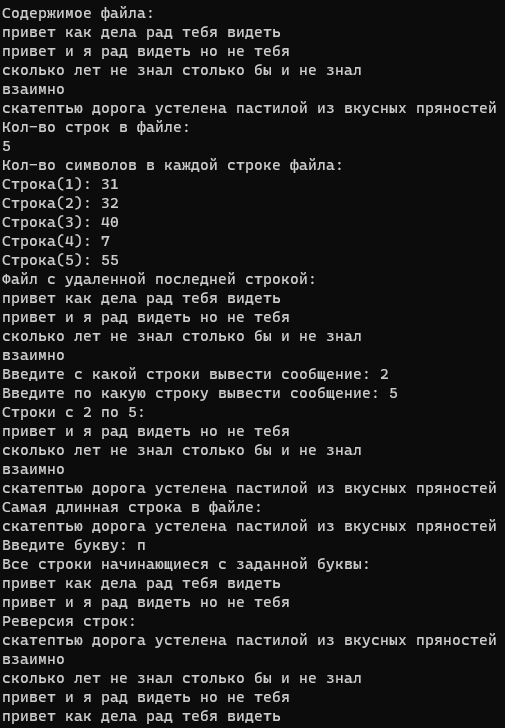 Содержимое файла:
привет как дела рад тебя видеть
привет и я рад видеть но не тебя
сколько лет не знал столько бы и не знал
взаимно
скатептью дорога устелена пастилой из вкусных пряностей
Кол-во строк в файле:
5
Кол-во символов в каждой строке файла:
Строка(1): 31
Строка(2): 32
Строка(3): 40
Строка(4): 7
Строка(5): 55
Файл с удаленной последней строкой:
привет как дела рад тебя видеть
привет и я рад видеть но не тебя
сколько лет не знал столько бы и не знал
взаимно
Введите с какой строки вывести сообщение: 2
Введите по какую строку вывести сообщение: 5
Строки с 2 по 5:
привет и я рад видеть но не тебя
сколько лет не знал столько бы и не знал
взаимно
скатептью дорога устелена пастилой из вкусных пряностей
Самая длинная строка в файле:
скатептью дорога устелена пастилой из вкусных пряностей
Введите букву: п
Все строки начинающиеся с заданной буквы:
привет как дела рад тебя видеть
привет и я рад видеть но не тебя
Реверсия строк:
скатептью дорога устелена пастилой из вкусных пряностей
взаимно
сколько лет не знал столько бы и не знал
привет и я рад видеть но не тебя
привет как дела рад тебя видеть